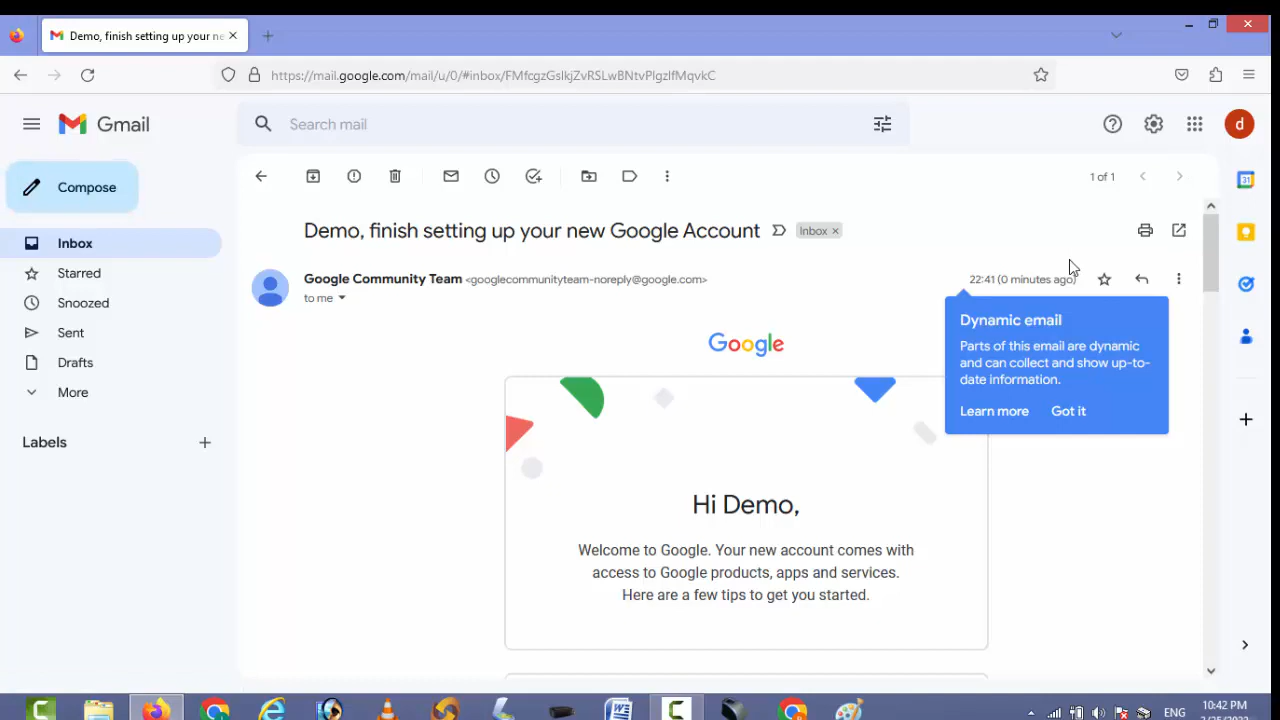 Demo, finish setting up your ne
https://mail.google.com/mail/u/0/#inbox/FMfcgzGslkjZvRSLwBNtvPlgzlfMqvkC
Gmail
Search mail
d
Compose
1 of 1
Inbox
Demo, finish setting up your new Google Account
Inbox ×
Starred
Google Community Team <googlecommunityteam-noreply@google.com>
22:41 (0 minutes ago)
to me
Snoozed
Sent
Drafts
More
Labels
Dynamic email
Parts of this email are dynamic
and can collect and show up-to-
date information.
Learn more Got it
Google
Hi Demo,
Welcome to Google. Your new account comes with
access to Google products, apps and services.
Here are a few tips to get you started.
ENG
10:42 PM